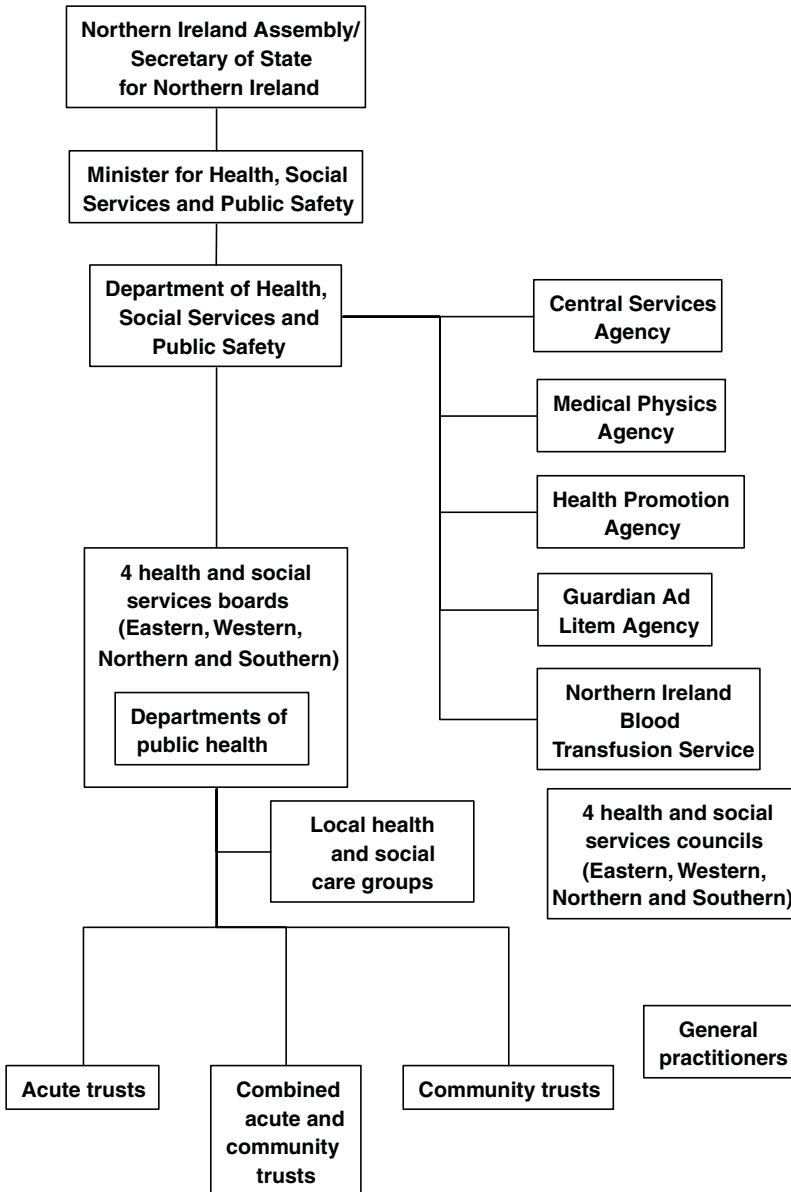 Northern Ireland Assembly/
Secretary of State
for Northern Ireland
Minister for Health, Social
Services and Public Safety
Department of Health,
Social Services and
Public Safety
Central Services
Agency
Medical Physics
Agency
Health Promotion
Agency
Guardian Ad
Litem Agency
Northern Ireland
Blood
Transfusion Service
4 health and social
services boards
(Eastern, Western,
Northern and Southern)
Departments of
public health
Local health
and social
care groups
4 health and social
services councils
(Eastern, Western,
Northern and Southern)
General
practitioners
Acute trusts
Combined
acute and
community
trusts
Community trusts